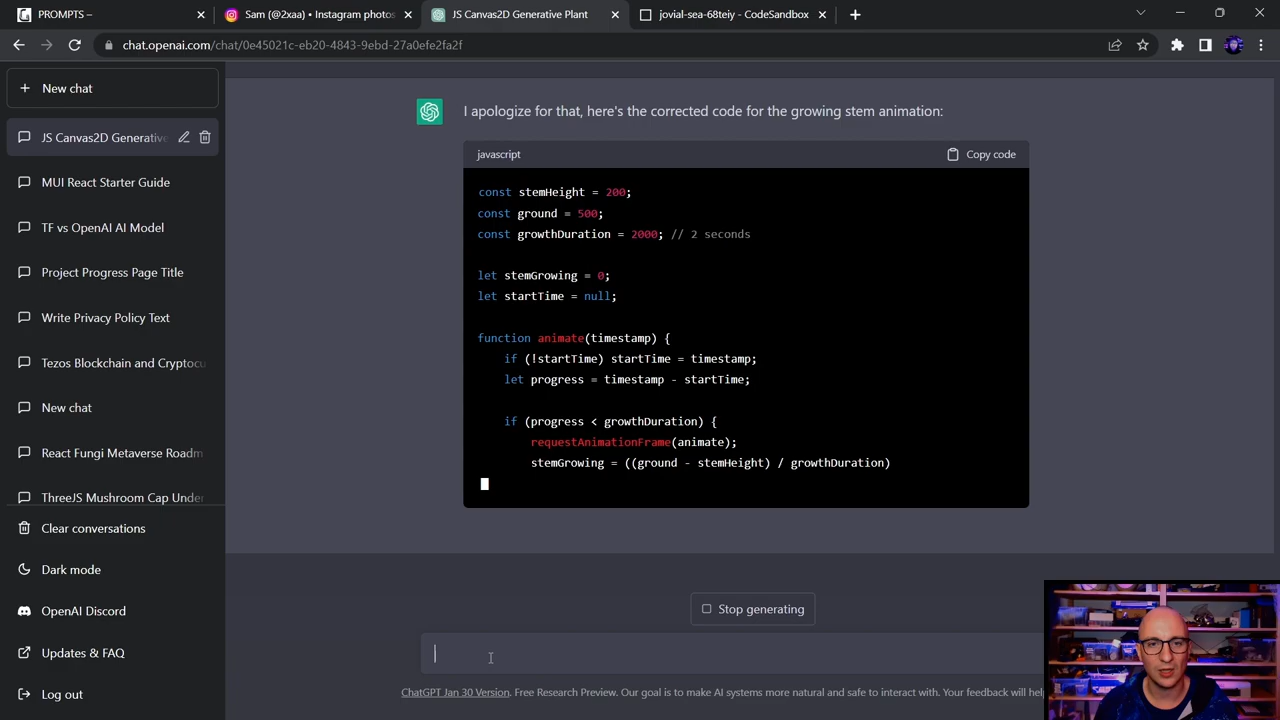 PROMPTS –
Sam (@2xaa) • Instagram photos
JS Canvas2D Generative Plant
jovial-sea-68teiy - CodeSandbox
chat.openai.com/chat/0e45021c-eb20-4843-9ebd-27a0efe2fa2f
New chat
JS Canvas2D Generative
MUI React Starter Guide
TF vs OpenAI AI Model
Project Progress Page Title
Write Privacy Policy Text
Tezos Blockchain and Cryptocu
New chat
React Fungi Metaverse Roadm
ThreeJS Mushroom Cap Under
Clear conversations
Dark mode
OpenAI Discord
Updates & FAQ
Log out
I apologize for that, here's the corrected code for the growing stem animation:
javascript
Copy code
const stemHeight = 200;
const ground = 500;
const growthDuration = 2000; // 2 seconds
let stemGrowing = 0;
let startTime = null;
function animate(timestamp) {
if (!startTime) startTime = timestamp;
let progress = timestamp - startTime;
if (progress < growthDuration) {
requestAnimationFrame(animate);
stemGrowing = ((ground - stemHeight) / growthDuration)
Stop generating
ChatGPT Jan 30 Version. Free Research Preview. Our goal is to make AI systems more natural and safe to interact with. Your feedback will hel